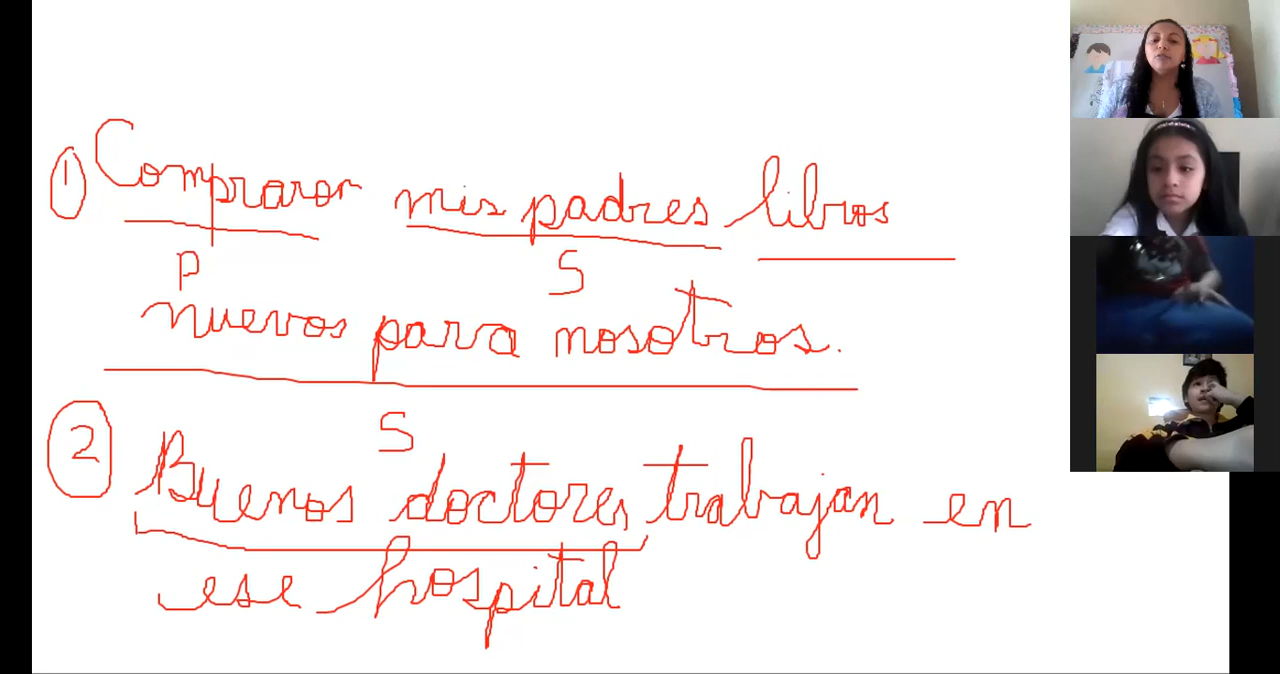 1 Compraron mis padres libros
P S
nuevos para nosotros.
S
2 Buenos doctores trabajan en
ese hospital